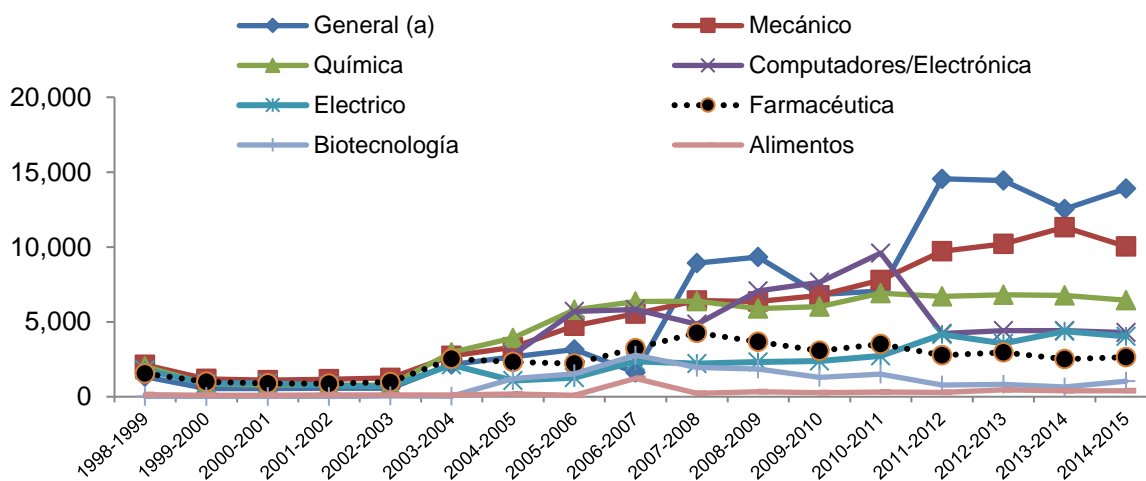 General (a)
Mecánico
Química
Computadores/Electrónica
Electrico
Farmacéutica
Biotecnología
Alimentos
20,000
15,000
10,000
5,000
0
1998-1999
1999-2000
2000-2001
2001-2002
2002-2003
2003-2004
2004-2005
2005-2006
2006-2007
2007-2008
2008-2009
2009-2010
2010-2011
2011-2012
2012-2013
2013-2014
2014-2015